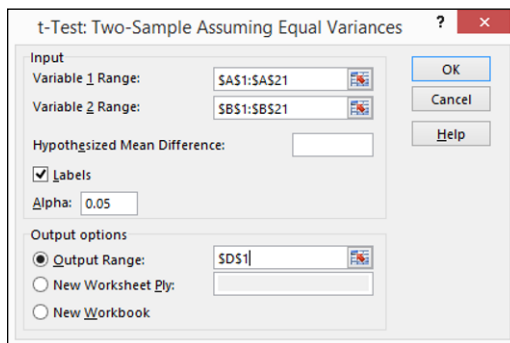 t-Test: Two-Sample Assuming Equal Variances
?
×
Input
Variable 1 Range:
$A$1:$A$21
Variable 2 Range:
$B$1:$B$21
Hypothesized Mean Difference:
Labels
Alpha:
0.05
OK
Cancel
Help
Output options
Output Range:
$D$1
New Worksheet Ply:
New Workbook